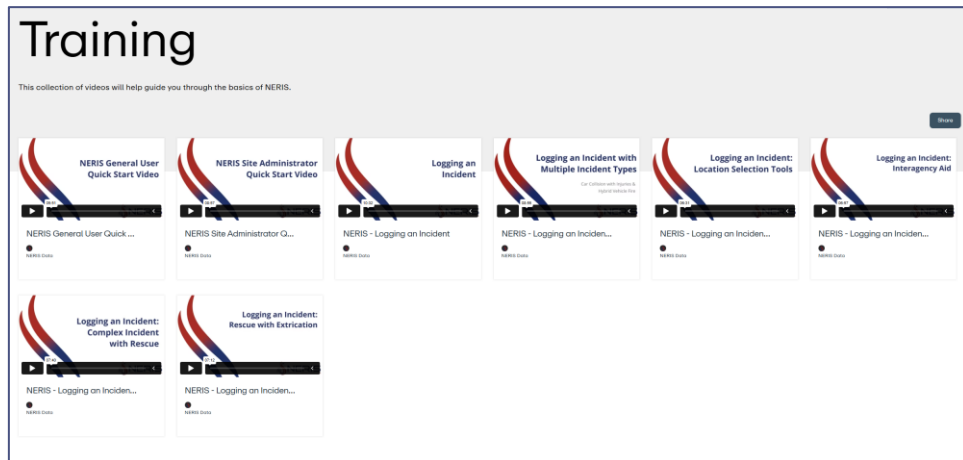 Training
This collection of videos will help guide you through the basics of NERIS.
Share
NERIS General User
Quick Start Video
NERIS General User Quick ...
NERIS Data
NERIS Site Administrator
Quick Start Video
NERIS Site Administrator Q...
NERIS Data
Logging an
Incident
NERIS - Logging an Incident
NERIS Data
Logging an Incident with
Multiple Incident Types
Car Collision with Injuries &
Hybrid Vehicle Fire
NERIS - Logging an Inciden...
NERIS Data
Logging an Incident:
Location Selection Tools
NERIS - Logging an Inciden...
NERIS Data
Logging an Incident:
Interagency Aid
NERIS - Logging an Inciden...
NERIS Data
Logging an Incident:
Complex Incident
with Rescue
07:40
NERIS - Logging an Inciden...
NERIS Data
Logging an Incident:
Rescue with Extrication
07:12
NERIS - Logging an Inciden...
NERIS Data